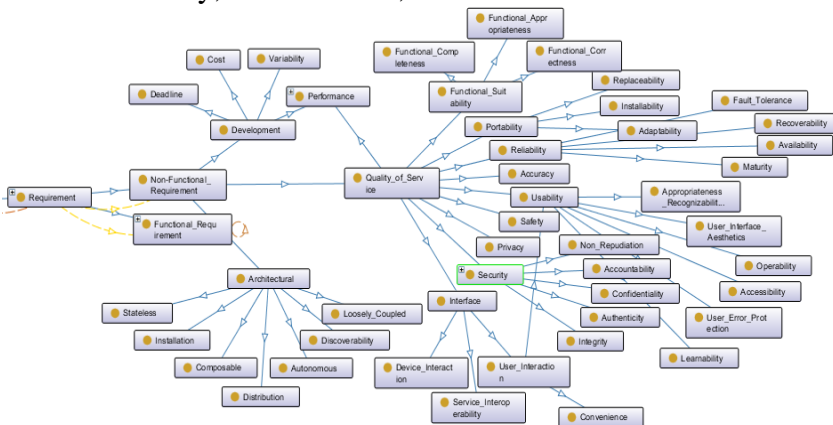 Functional_Appr
opriateness
Functional_Comp
leteness
Functional_Corr
ectness
Cost
Variability
Replaceability
Deadline
Performance
Functional_Suit
ability
Installability
Fault_Tolerance
Development
Portability
Adaptability
Recoverability
Reliability
Availability
Maturity
Non-Functional_
Requirement
Quality_of_Serv
ice
Accuracy
Requirement
Usability
Appropriateness
_Recognizabilit...
Functional_Requ
irement
Safety
User_Interface_
Aesthetics
Privacy
Non_Repudiation
Operability
Architectural
Security
Accountability
Accessibility
Confidentiality
Interface
Stateless
Loosely_Coupled
Authenticity
User_Error_Prot
ection
Installation
Discoverability
Integrity
Learnability
Composable
Autonomous
Device_Interact
ion
User_Interactio
n
Distribution
Service_Interop
erability
Convenience